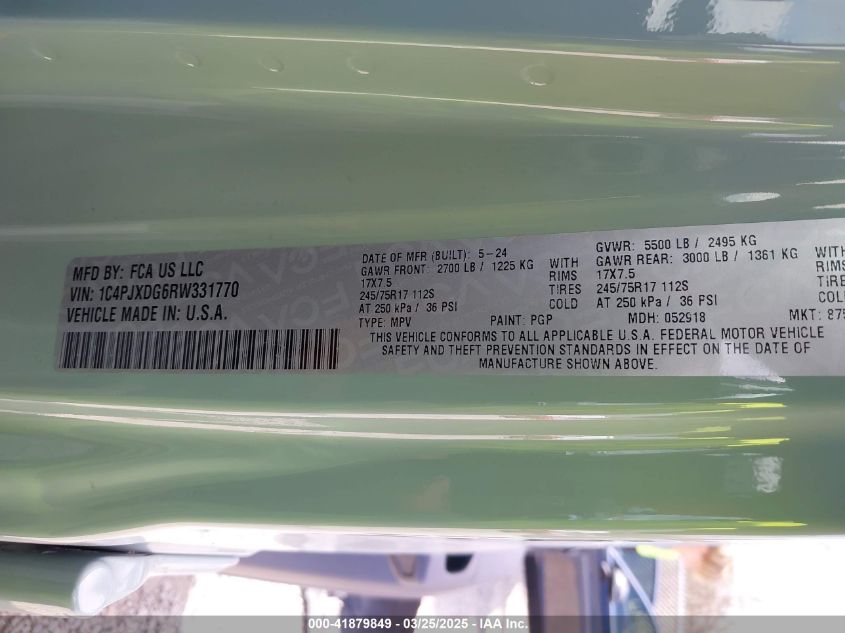 MFD BY: FCA US LLC
VIN: 1C4PJXDG6RW331770
VEHICLE MADE IN: U.S.A.
DATE OF MFR (BUILT): 5-24
GAWR FRONT: 2700 LB / 1225 KG WITH
RIMS
17X7.5
TIRES
245/75R17 112S
COLD
AT 250 kPa / 36 PSI
GVWR: 5500 LB / 2495 KG
GAWR REAR: 3000 LB / 1361 KG WITH
RIMS
17X7.5
TIRES
245/75R17 112S
COLD
AT 250 kPa / 36 PSI
TYPE: MPV PAINT: PGP MDH: 052918 MKT:
THIS VEHICLE CONFORMS TO ALL APPLICABLE U.S.A. FEDERAL MOTOR VEHICLE
SAFETY AND THEFT PREVENTION STANDARDS IN EFFECT ON THE DATE OF
MANUFACTURE SHOWN ABOVE.
000-41879849 - 03/25/2025 - IAA Inc.